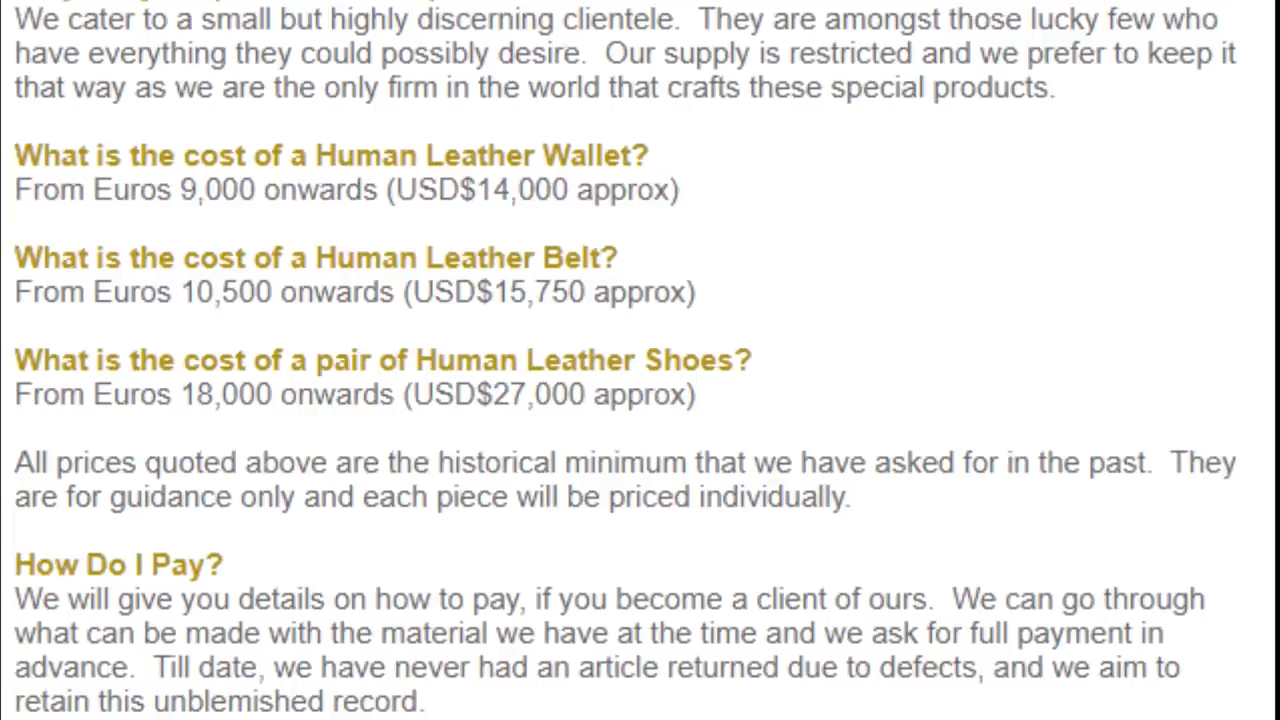 We cater to a small but highly discerning clientele.  They are amongst those lucky few who
have everything they could possibly desire.  Our supply is restricted and we prefer to keep it
that way as we are the only firm in the world that crafts these special products.
What is the cost of a Human Leather Wallet?
From Euros 9,000 onwards (USD$14,000 approx)
What is the cost of a Human Leather Belt?
From Euros 10,500 onwards (USD$15,750 approx)
What is the cost of a pair of Human Leather Shoes?
From Euros 18,000 onwards (USD$27,000 approx)
All prices quoted above are the historical minimum that we have asked for in the past.  They
are for guidance only and each piece will be priced individually.
How Do I Pay?
We will give you details on how to pay, if you become a client of ours.  We can go through
what can be made with the material we have at the time and we ask for full payment in
advance.  Till date, we have never had an article returned due to defects, and we aim to
retain this unblemished record.